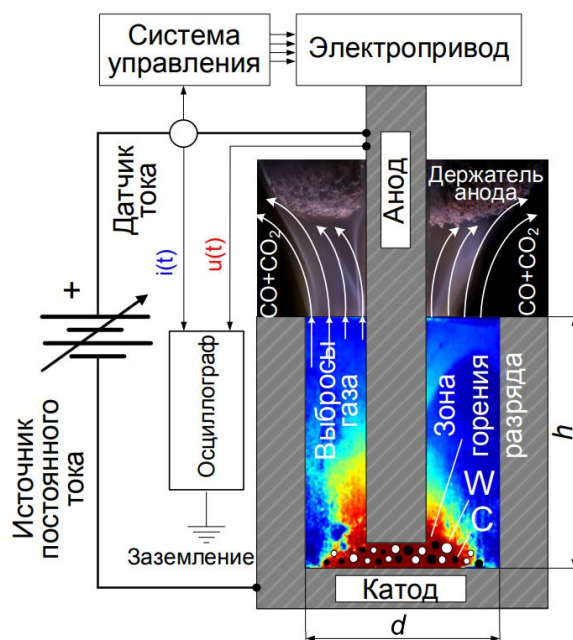 Система
управления
Электропривод
Датчик
тока
i(t)
u(t)
Анод
Держатель
анода
CO+CO2
CO+CO2
+
Источник
постоянного
тока
Осциллограф
Заземление
Выбросы
газа
Зона
горения
разряда
W
C
h
Катод
d